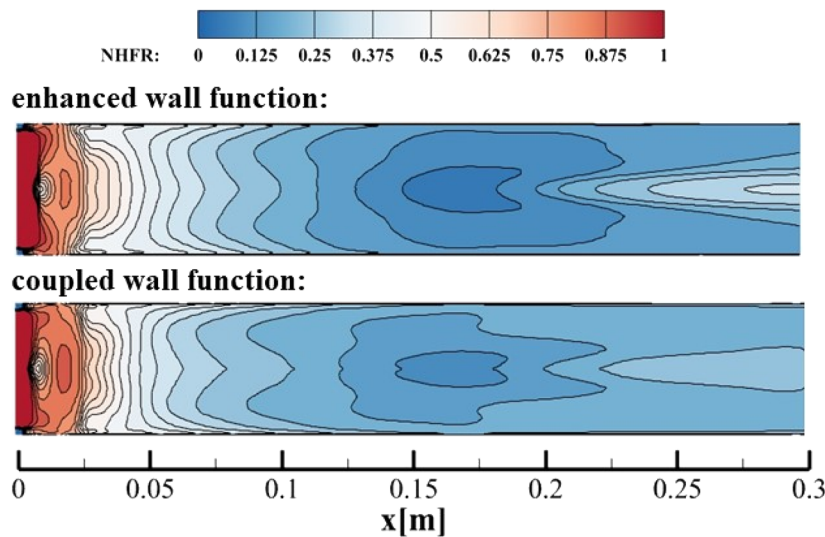 NHFR: 0 0.125 0.25 0.375 0.5 0.625 0.75 0.875 1
enhanced wall function:
coupled wall function:
0 0.05 0.1 0.15 0.2 0.25 0.3
x[m]